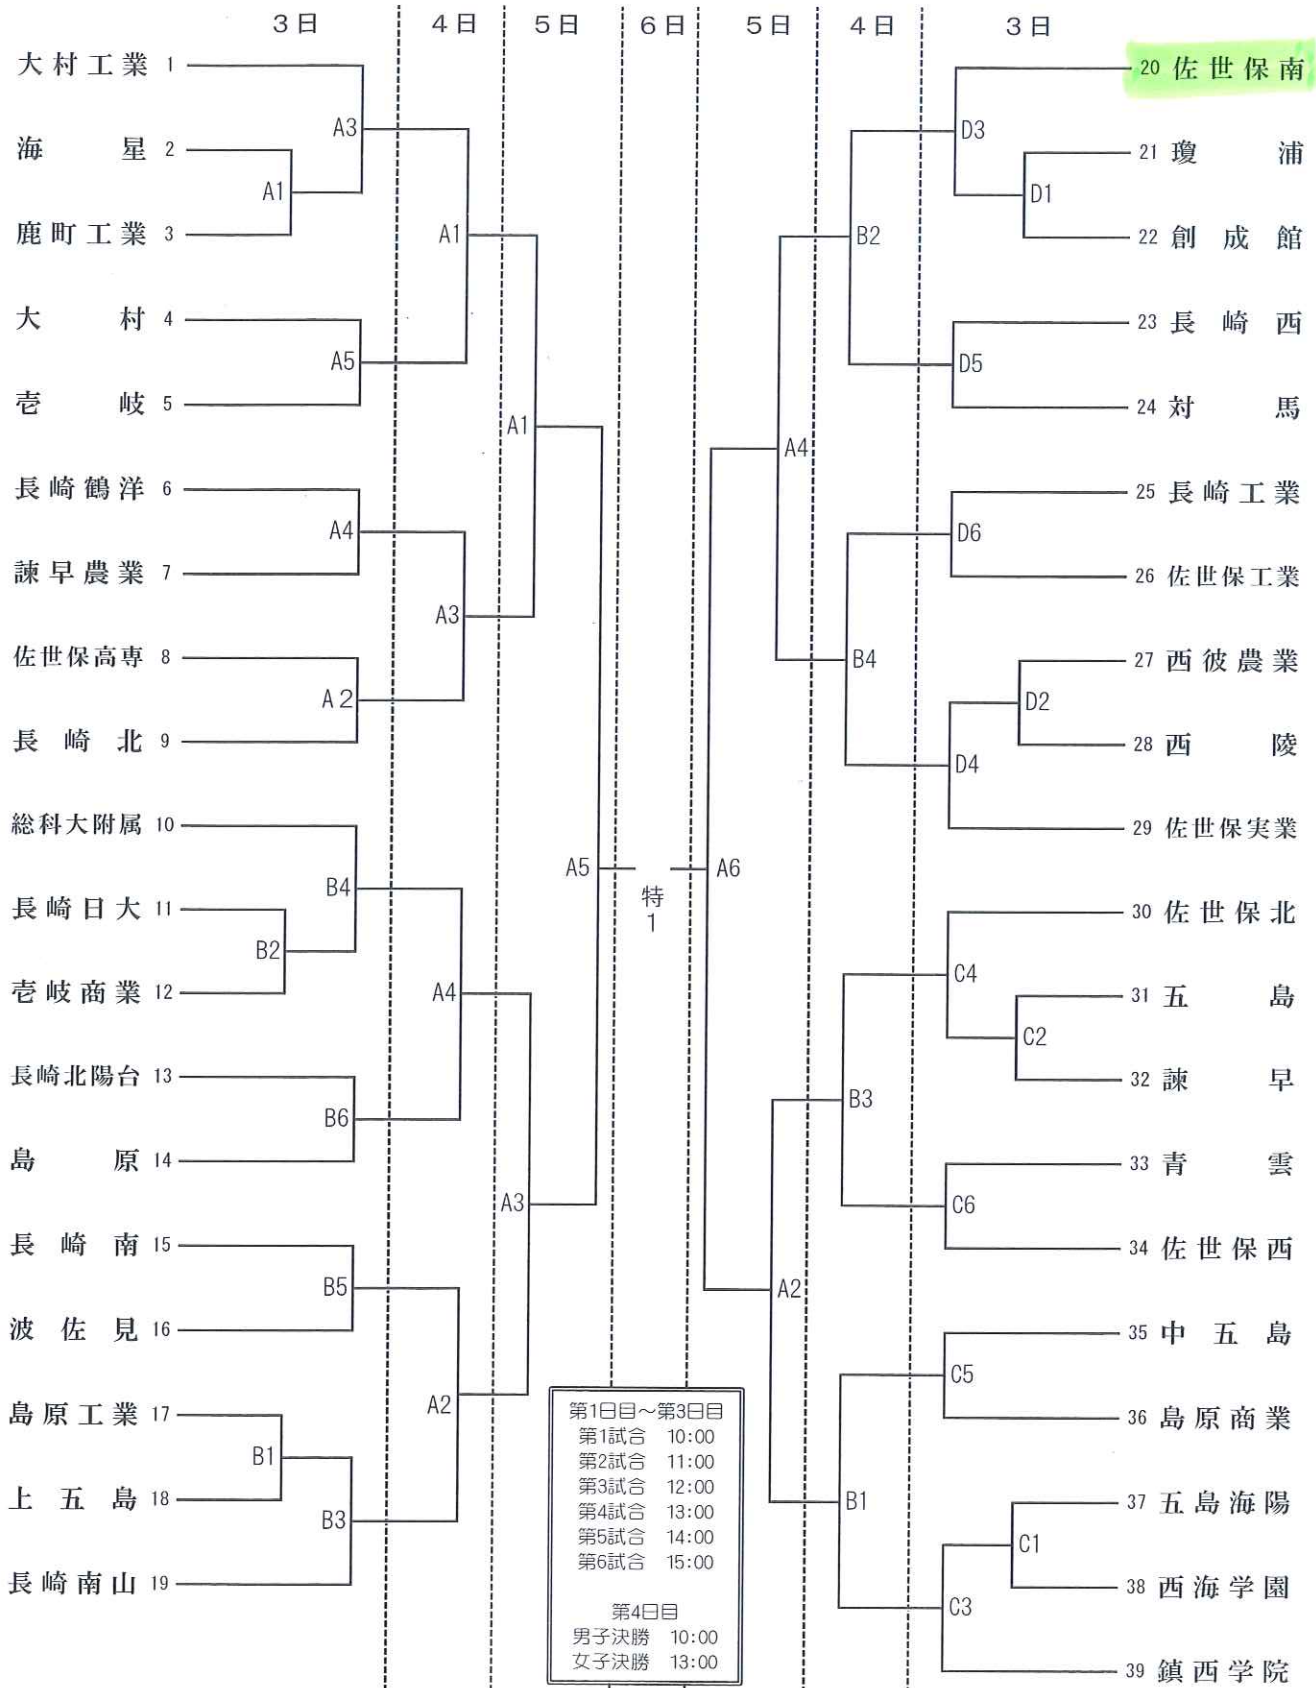 3日 4日 5日 6日 5日 4日 3日
大村工業 1
海星 2
鹿町工業 3
大村 4
壱岐 5
長崎鶴洋 6
諫早農業 7
佐世保高専 8
長崎北 9
総科大附属 10
長崎日大 11
壱岐商業 12
長崎北陽台 13
島原 14
長崎南 15
波佐見 16
島原工業 17
上五島 18
長崎南山 19
A3
A1
A5
A4
A2
B4
B2
B6
B5
B1
B3
A1
A3
A4
A2
A1
A3
A5
特
1
A6
A4
A2
B2
B4
B3
B1
D3
D1
D5
D6
D2
D4
C4
C2
C6
C5
C1
C3
20 佐世保南
21 瓊浦
22 創成館
23 長崎西
24 対馬
25 長崎工業
26 佐世保工業
27 西彼農業
28 西陵
29 佐世保実業
30 佐世保北
31 五島
32 諫早
33 青雲
34 佐世保西
35 中五島
36 島原商業
37 五島海陽
38 西海学園
39 鎮西学院
第1日目～第3日目
第1試合 10:00
第2試合 11:00
第3試合 12:00
第4試合 13:00
第5試合 14:00
第6試合 15:00
第4日目
男子決勝 10:00
女子決勝 13:00